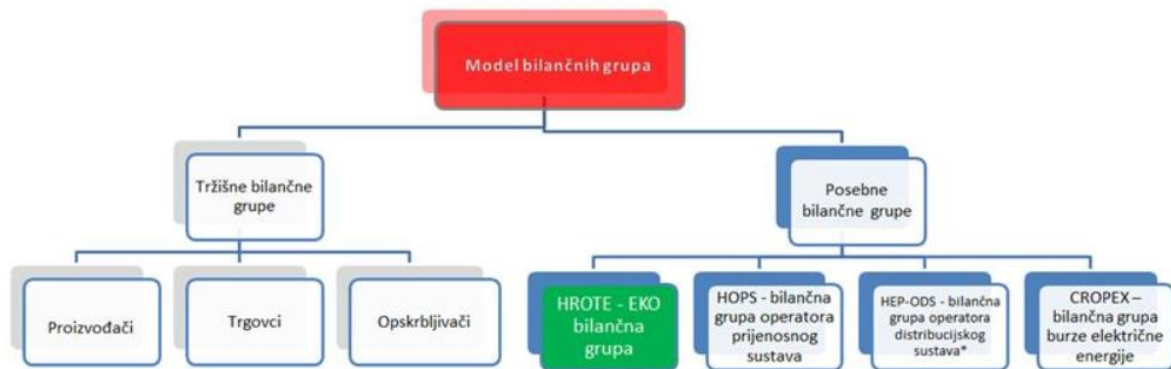 Model bilančnih grupa
Tržišne bilančne
grupe
Posebne
bilančne grupe
Proizvođači
Trgovci
Opskrbljivači
HROTE - EKO
bilančna
grupa
HOPS - bilančna
grupa operatora
prijenosnog
sustava
HEP-ODS - bilančna
grupa operatora
distribucijskog
sustava*
CROPEX –
bilančna grupa
burze električne
energije